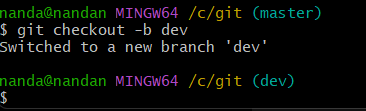 nanda@nandan MINGW64 /c/git (master)
$ git checkout -b dev
Switched to a new branch 'dev'
nanda@nandan MINGW64 /c/git (dev)
$